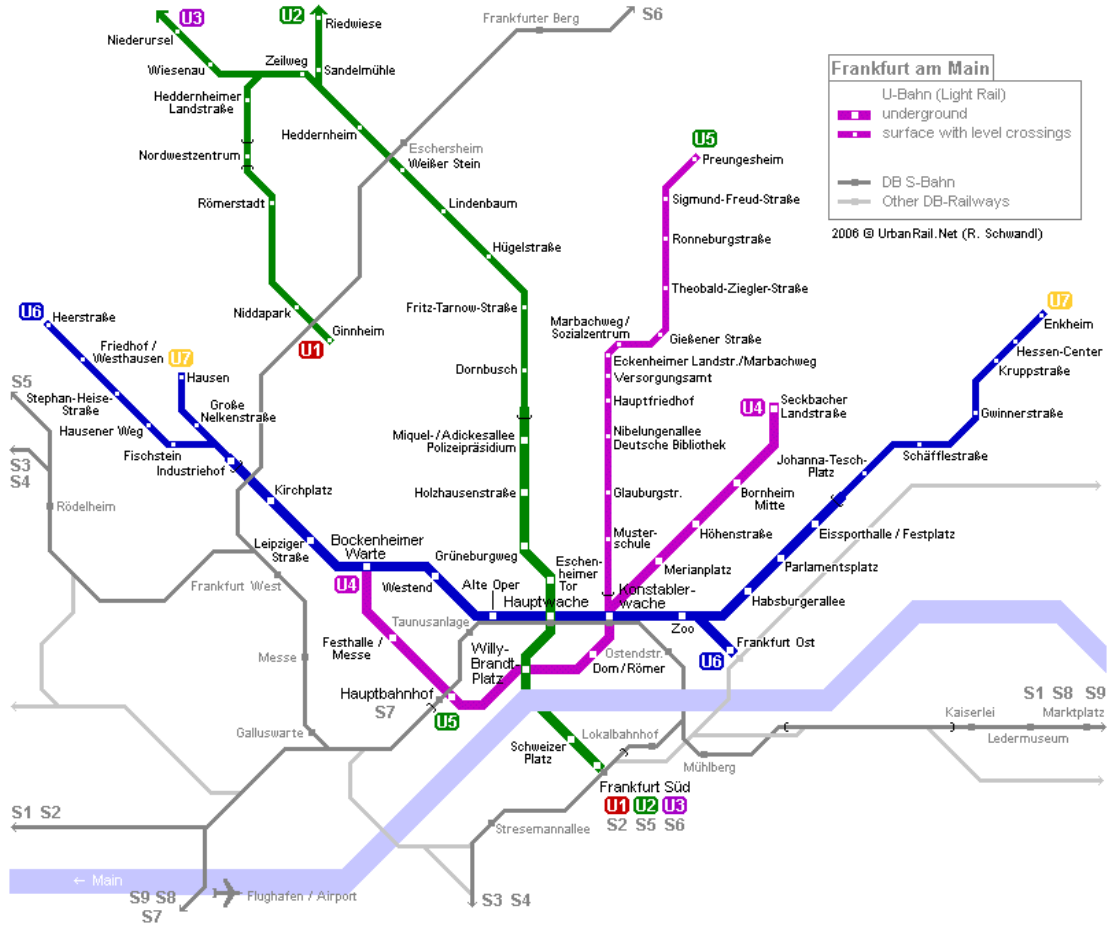 U3
U2
Riedwiese
Frankfurter Berg
S6
Niederursel
Zeilweg
Wiesenau
Sandelmühle
Heddernheimer
Landstraße
Heddernheim
Eschersheim
Weißer Stein
Nordwestzentrum
Römerstadt
Lindenbaum
Hügelstraße
Frankfurt am Main
U-Bahn (Light Rail)
underground
surface with level crossings
DB S-Bahn
Other DB-Railways
2006 @ UrbanRail.Net (R. Schwandl)
U5
Preungesheim
Sigmund-Freud-Straße
Ronneburgstraße
Theobald-Ziegler-Straße
Marbachweg /
Sozialzentrum
Gießener Straße
Eckenheimer Landstr./Marbachweg
Versorgungsamt
Hauptfriedhof
Nibelungenallee
Deutsche Bibliothek
Glauburgstr.
Muster-
schule
Niddapark
Ginnheim
U1
Fritz-Tarnow-Straße
Dornbusch
Miquel-/Adickesallee
Polizeipräsidium
Holzhausenstraße
Grüneburgweg
Eschen-
heimer
Tor
U6
Heerstraße
Friedhof /
Westhausen
U7
Hausen
Stephan-Heise-
Straße
Große
Nelkenstraße
Hausener Weg
Fischstein
Industriehof
Kirchplatz
Leipziger
Straße
Bockenheimer
Warte
U4
Westend
Alte Oper
Hauptwache
Konstabler-
wache
S5
S3
S4
Rödelheim
Frankfurt West
Messe
Galluswarte
Taunusanlage
Festhalle /
Messe
Hauptbahnhof
S7
U5
Willy-
Brandt-
Platz
Dom / Römer
Ostendstr.
Zoo
Frankfurt Ost
U6
U4
Seckbacher
Landstraße
Bornheim
Mitte
Höhenstraße
Merianplatz
U7
Enkheim
Hessen-Center
Kruppstraße
Gwinnerstraße
Schäfflestraße
Johanna-Tesch-
Platz
Eissporthalle / Festplatz
Parlamentsplatz
Habsburgerallee
S1 S8 S9
Kaiserlei
Marktplatz
Ledermuseum
Mühlberg
Lokalbahnhof
Schweizer
Platz
Frankfurt Süd
U1 U2 U3
S2 S5 S6
Stresemannallee
S1 S2
← Main
S9 S8
S7
Flughafen / Airport
S3 S4